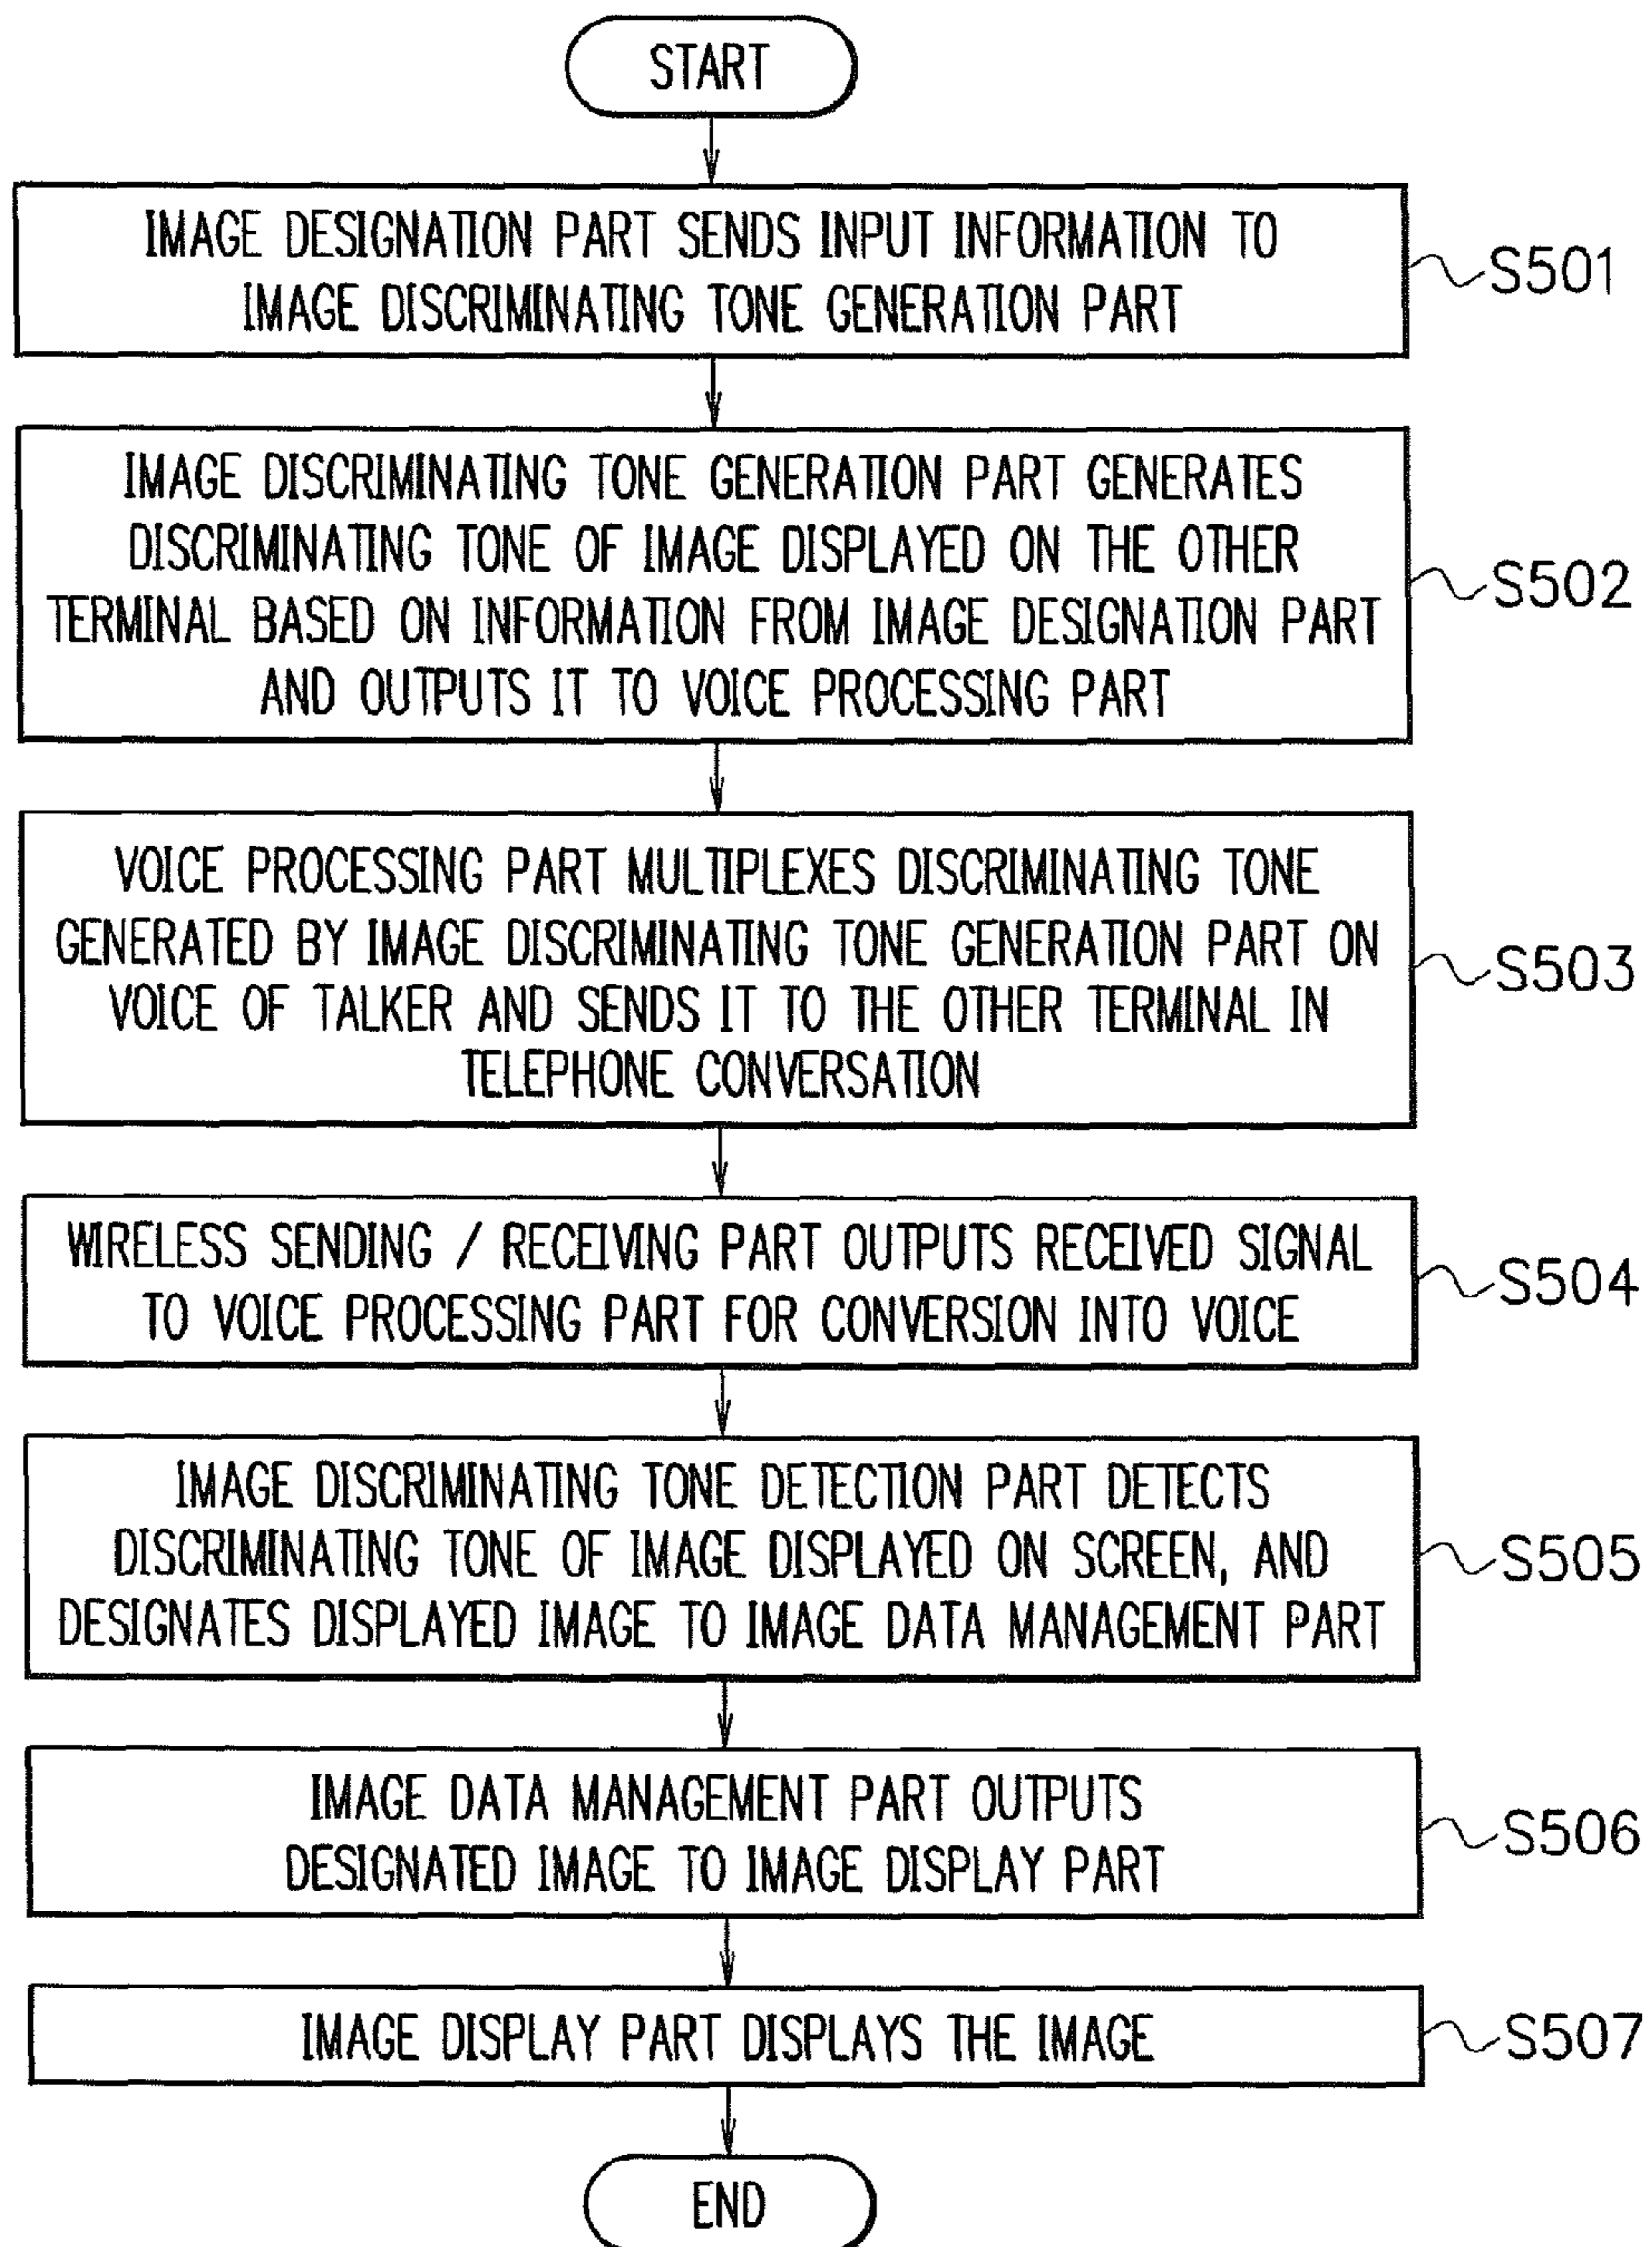 START
IMAGE DESIGNATION PART SENDS INPUT INFORMATION TO
IMAGE DISCRIMINATING TONE GENERATION PART
S501
IMAGE DISCRIMINATING TONE GENERATION PART GENERATES
DISCRIMINATING TONE OF IMAGE DISPLAYED ON THE OTHER
TERMINAL BASED ON INFORMATION FROM IMAGE DESIGNATION PART
AND OUTPUTS IT TO VOICE PROCESSING PART
S502
VOICE PROCESSING PART MULTIPLEXES DISCRIMINATING TONE
GENERATED BY IMAGE DISCRIMINATING TONE GENERATION PART ON
VOICE OF TALKER AND SENDS IT TO THE OTHER TERMINAL IN
TELEPHONE CONVERSATION
S503
WIRELESS SENDING / RECEIVING PART OUTPUTS RECEIVED SIGNAL
TO VOICE PROCESSING PART FOR CONVERSION INTO VOICE
S504
IMAGE DISCRIMINATING TONE DETECTION PART DETECTS
DISCRIMINATING TONE OF IMAGE DISPLAYED ON SCREEN, AND
DESIGNATES DISPLAYED IMAGE TO IMAGE DATA MANAGEMENT PART
S505
IMAGE DATA MANAGEMENT PART OUTPUTS
DESIGNATED IMAGE TO IMAGE DISPLAY PART
S506
IMAGE DISPLAY PART DISPLAYS THE IMAGE
S507
END